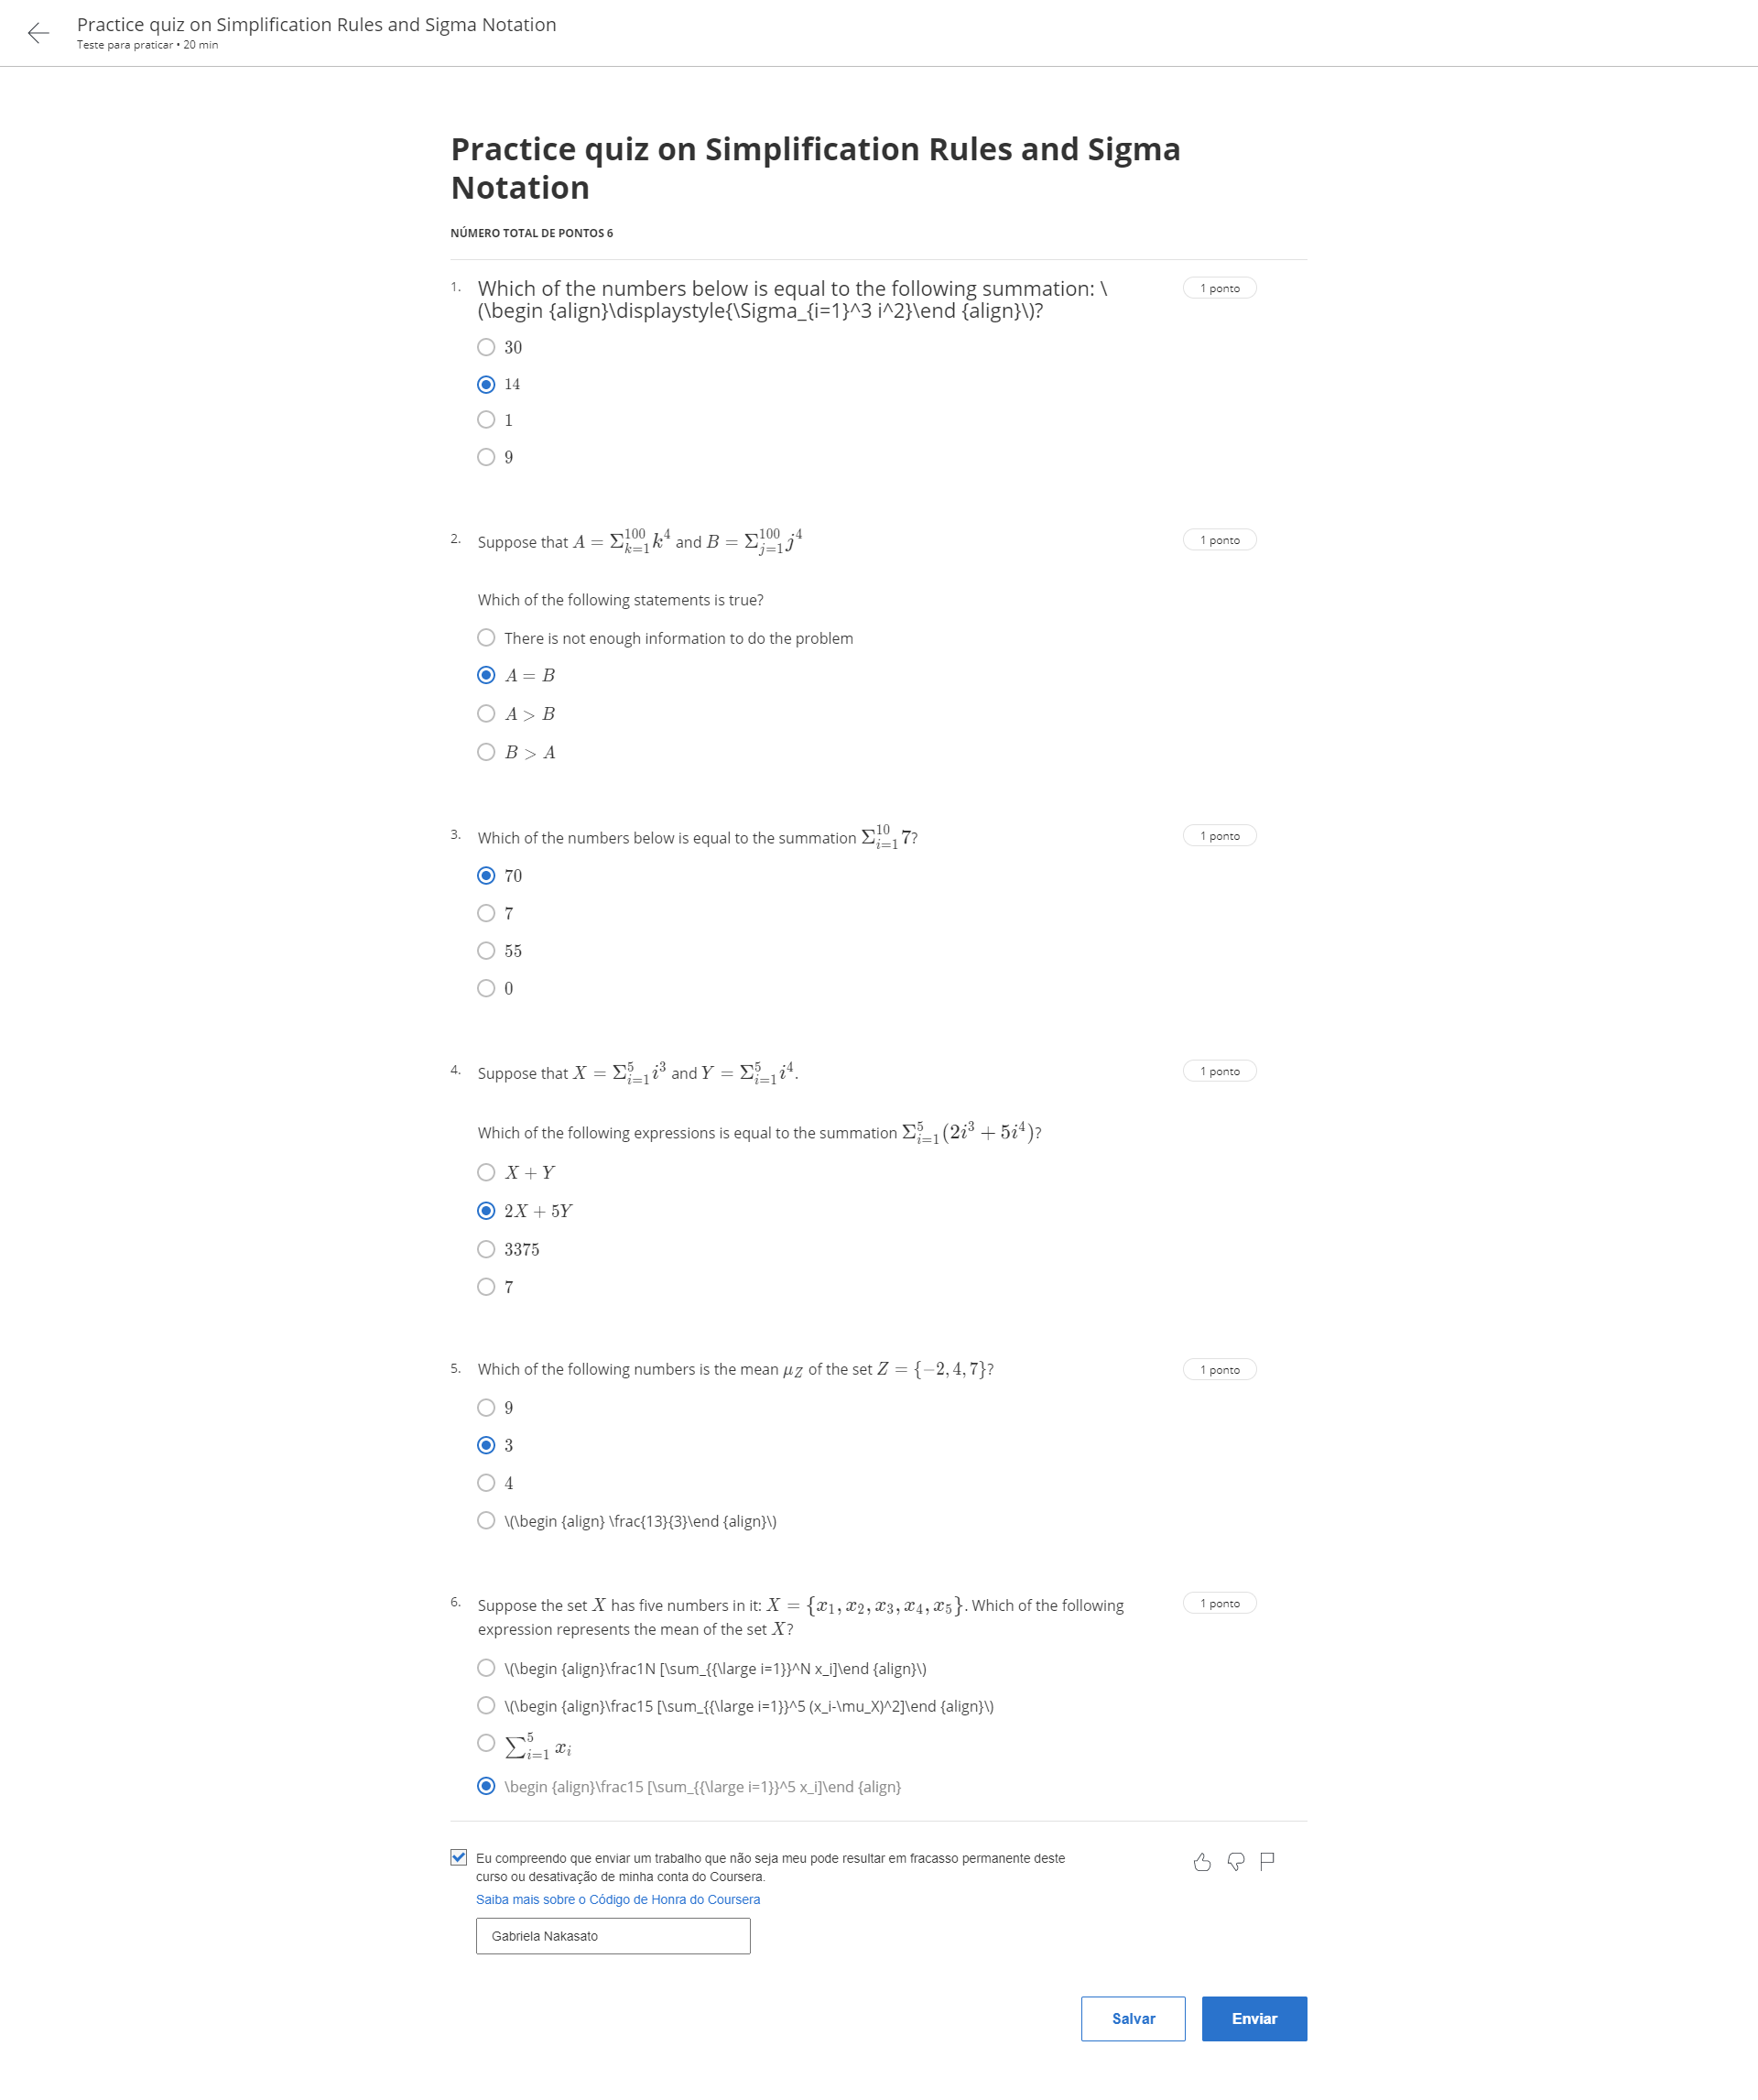 Practice quiz on Simplification Rules and Sigma Notation
Teste para praticar • 20 min
Practice quiz on Simplification Rules and Sigma
Notation
NÚMERO TOTAL DE PONTOS 6
1. Which of the numbers below is equal to the following summation: \ 1 ponto
(\begin {align}\displaystyle{\Sigma_{i=1}^3 i^2}\end {align}\)?
30
14
1
9
2. Suppose that A = Σ_{k=1}^{100} k^4 and B = Σ_{j=1}^{100} j^4 1 ponto
Which of the following statements is true?
There is not enough information to do the problem
A = B
A > B
B > A
3. Which of the numbers below is equal to the summation Σ_{i=1}^{10} 7? 1 ponto
70
7
55
0
4. Suppose that X = Σ_{i=1}^{5} i^3 and Y = Σ_{i=1}^{5} i^4. 1 ponto
Which of the following expressions is equal to the summation Σ_{i=1}^{5} (2i^3 + 5i^4)?
X + Y
2X + 5Y
3375
7
5. Which of the following numbers is the mean μ_Z of the set Z = {−2, 4, 7}? 1 ponto
9
3
4
\(\begin {align} \frac{13}{3}\end {align}\)
6. Suppose the set X has five numbers in it: X = {x_1, x_2, x_3, x_4, x_5}. Which of the following 1 ponto
expression represents the mean of the set X?
\(\begin {align}\frac1N [\sum_{{\large i=1}}^N x_i]\end {align}\)
\(\begin {align}\frac15 [\sum_{{\large i=1}}^5 (x_i-\mu_X)^2]\end {align}\)
∑_{i=1}^{5} x_i
\begin {align}\frac15 [\sum_{{\large i=1}}^5 x_i]\end {align}
Eu compreendo que enviar um trabalho que não seja meu pode resultar em fracasso permanente deste
curso ou desativação de minha conta do Coursera.
Saiba mais sobre o Código de Honra do Coursera
Gabriela Nakasato
Salvar Enviar